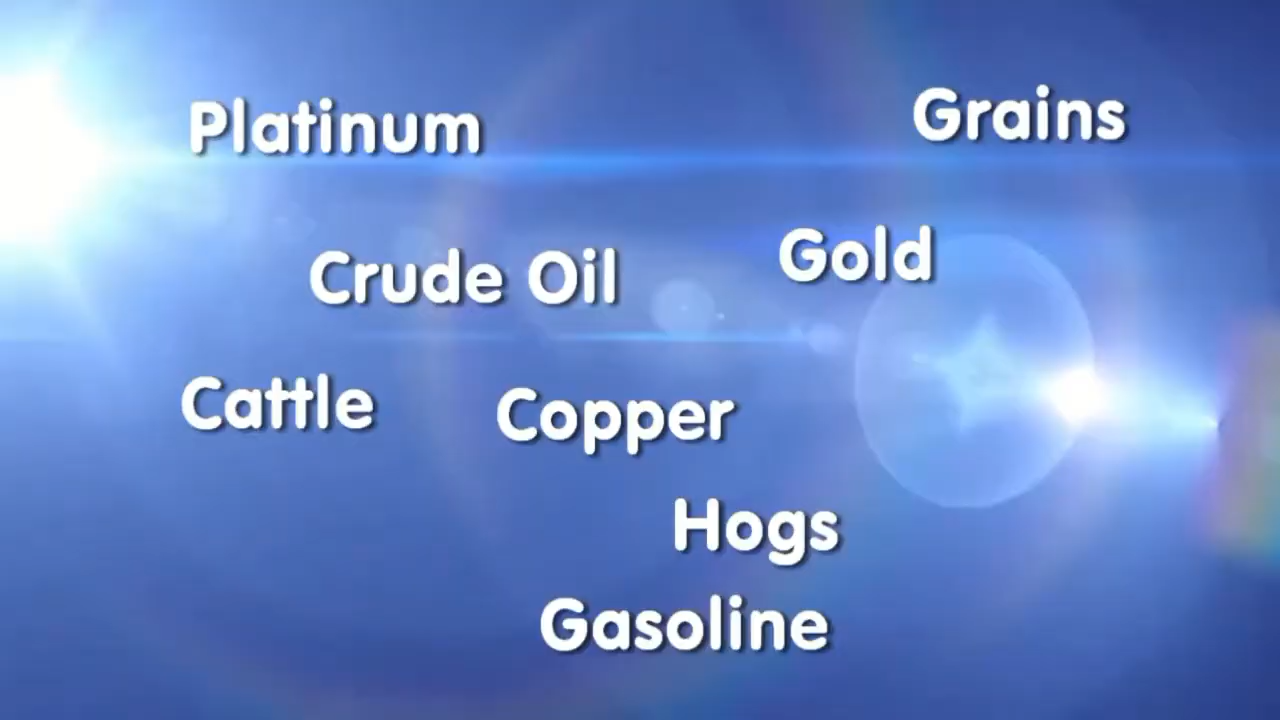 Platinum
Grains
Crude Oil
Gold
Cattle
Copper
Hogs
Gasoline